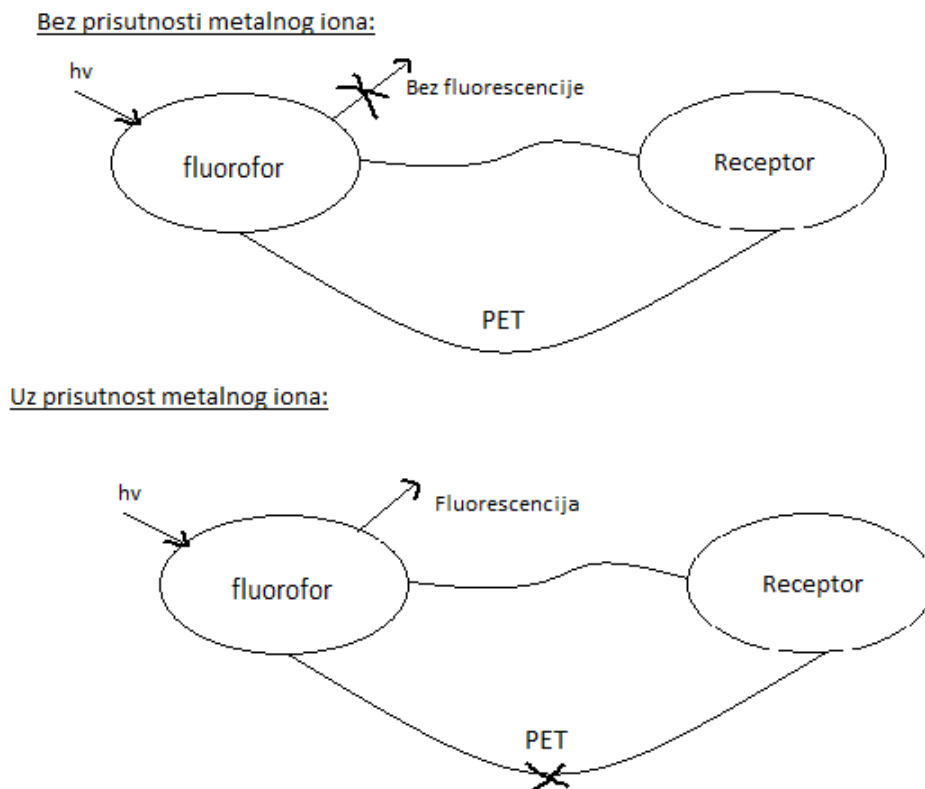 Bez prisutnosti metalnog iona:
hv
Bez fluorescencije
fluorofor
Receptor
PET
Uz prisutnost metalnog iona:
hv
Fluorescencija
fluorofor
Receptor
PET